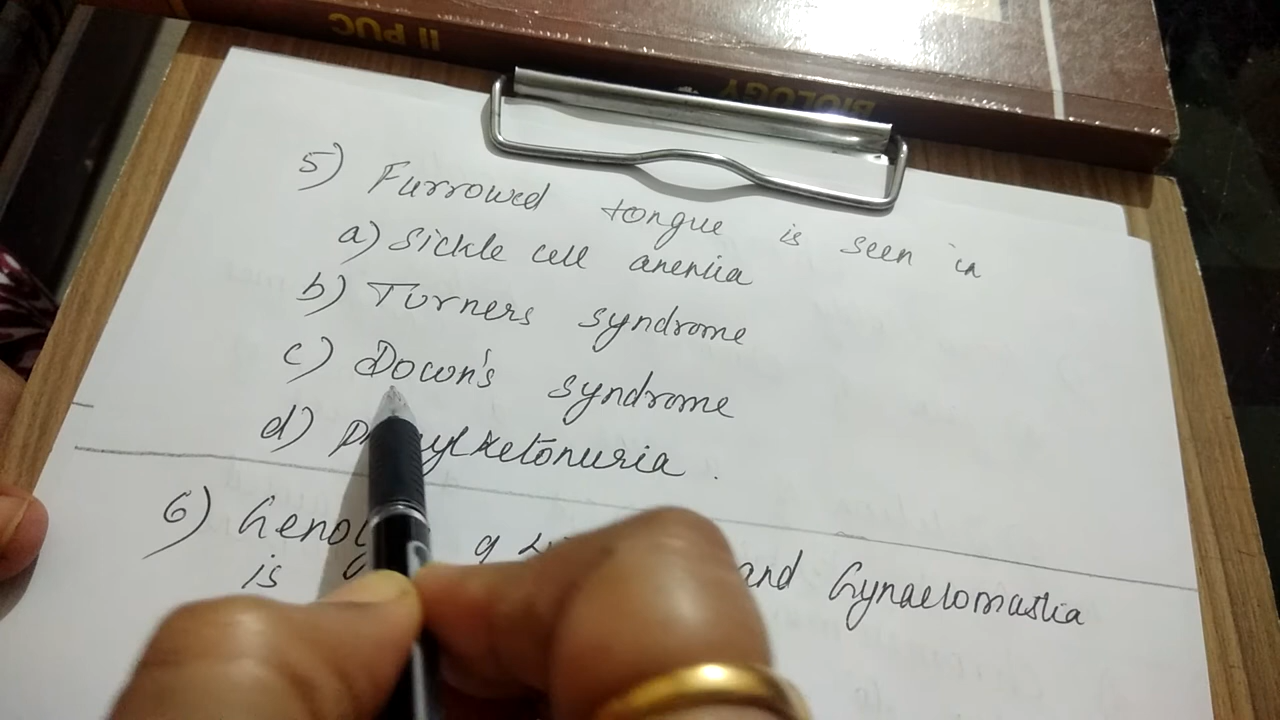 II PUC
BIOLOGY
5) Furrowed tongue is seen in
a) Sickle cell anemia
b) Turners syndrome
c) Down's syndrome
d) Phenylketonuria.
6) and Gynaecomastia
is